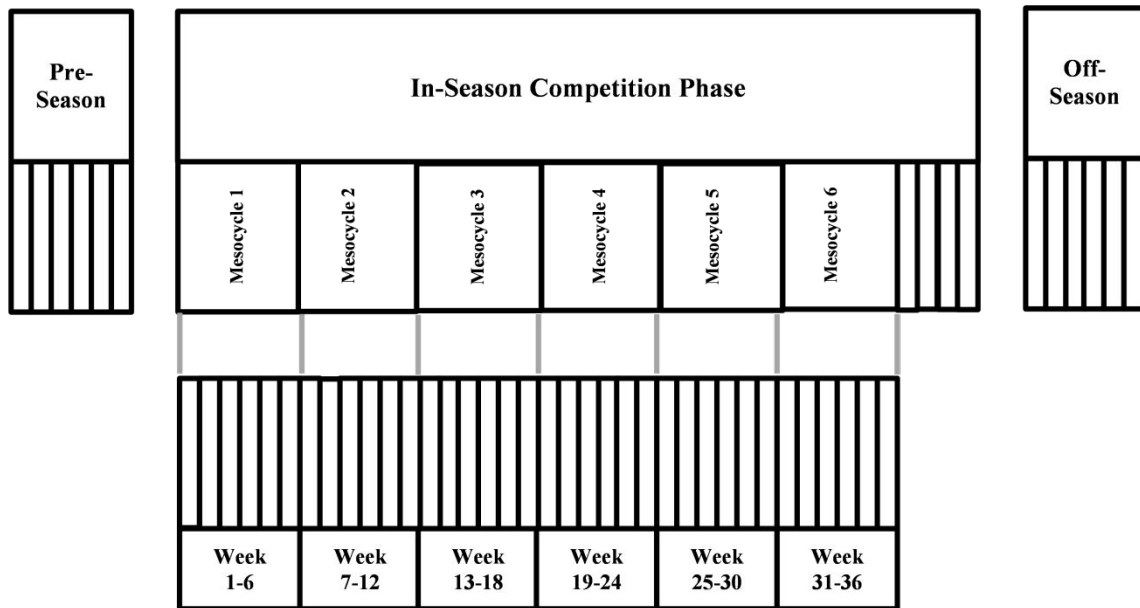 Pre-
Season
In-Season Competition Phase
Off-
Season
Mesocycle 1
Mesocycle 2
Mesocycle 3
Mesocycle 4
Mesocycle 5
Mesocycle 6
Week
1-6
Week
7-12
Week
13-18
Week
19-24
Week
25-30
Week
31-36